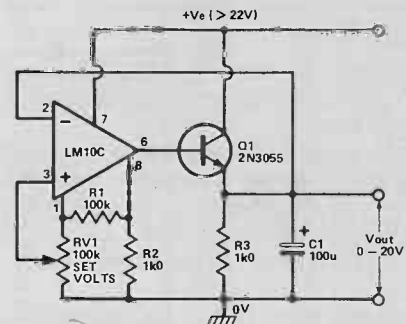 +Ve (> 22V)
2
7
LM10C
6
Q1
2N3055
8
3
R1
100k
1
RV1
100k
SET
VOLTS
R2
1k0
R3
1k0
+
C1
100u
Vout
0–20V
0V